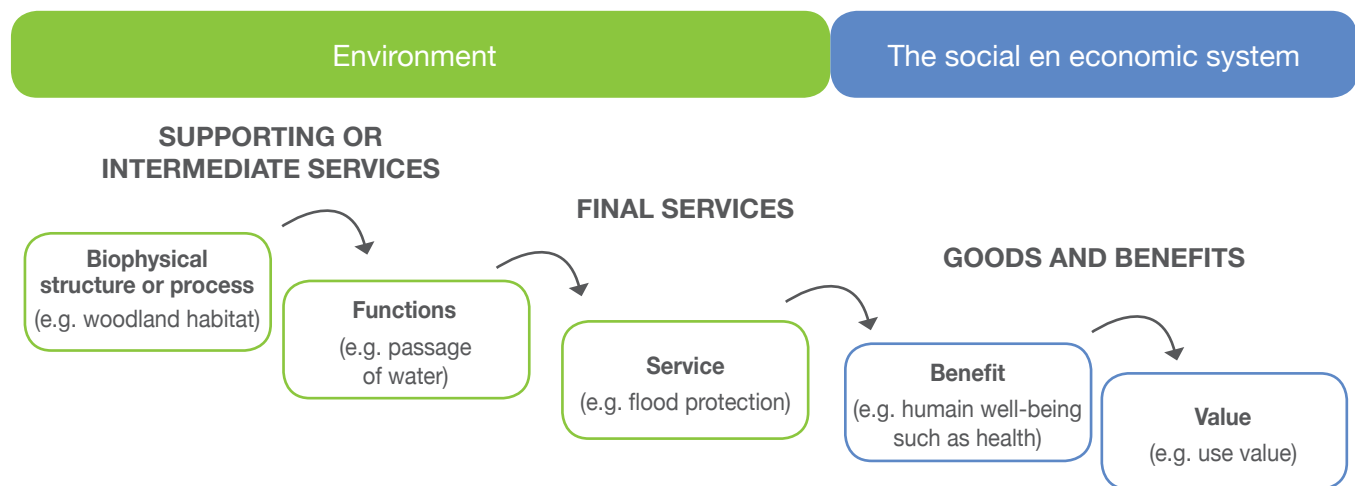 Environment
The social en economic system
SUPPORTING OR
INTERMEDIATE SERVICES
FINAL SERVICES
GOODS AND BENEFITS
Biophysical
structure or process
(e.g. woodland habitat)
Functions
(e.g. passage
of water)
Service
(e.g. flood protection)
Benefit
(e.g. humain well-being
such as health)
Value
(e.g. use value)